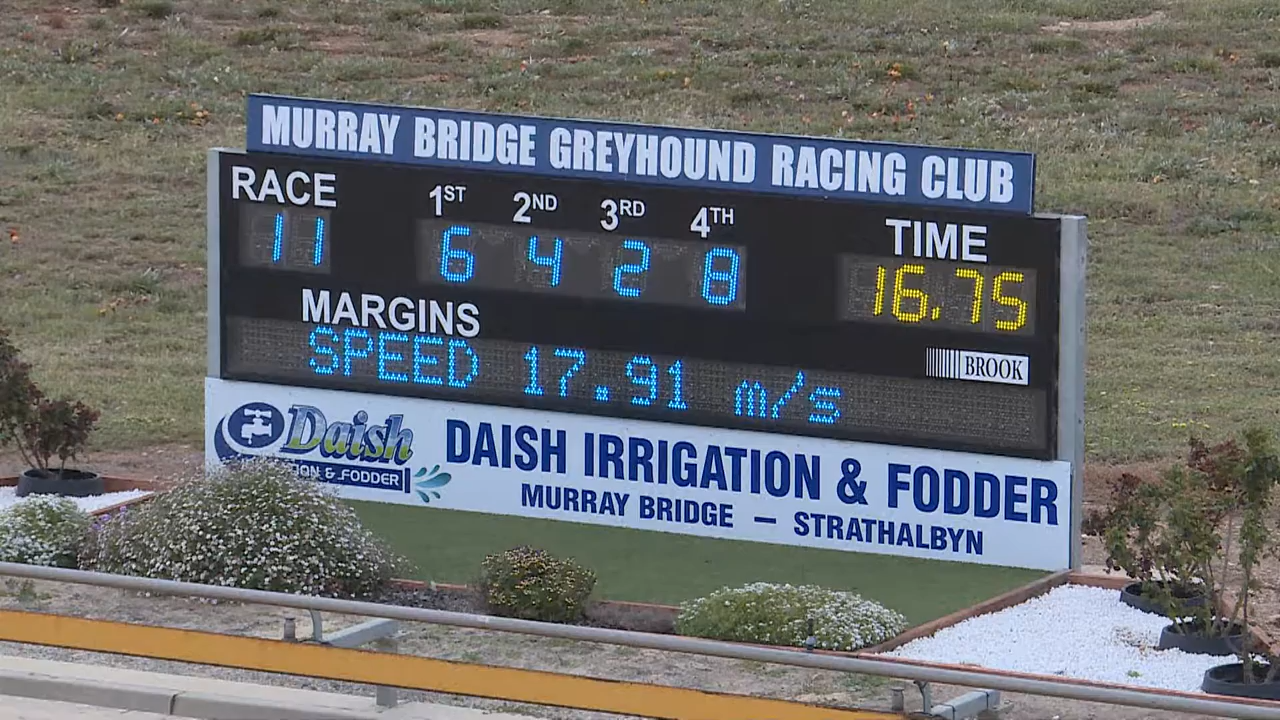 MURRAY BRIDGE GREYHOUND RACING CLUB
RACE 1ST 2ND 3RD 4TH TIME
11 6 4 2 8 16.75
MARGINS
SPEED 17.91 m/s
BROOK
Daish
& FODDER
DAISH IRRIGATION & FODDER
MURRAY BRIDGE – STRATHALBYN